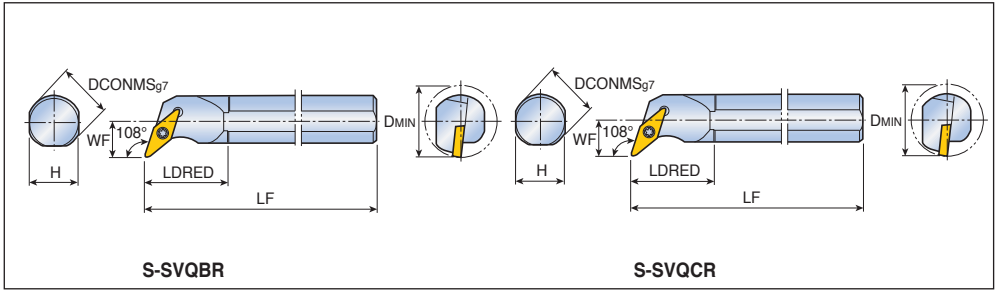 DCONMSg7
WF
108°
H
LDRED
LF
DMIN
S-SVQBR
DCONMSg7
WF
108°
H
LDRED
LF
DMIN
S-SVQCR